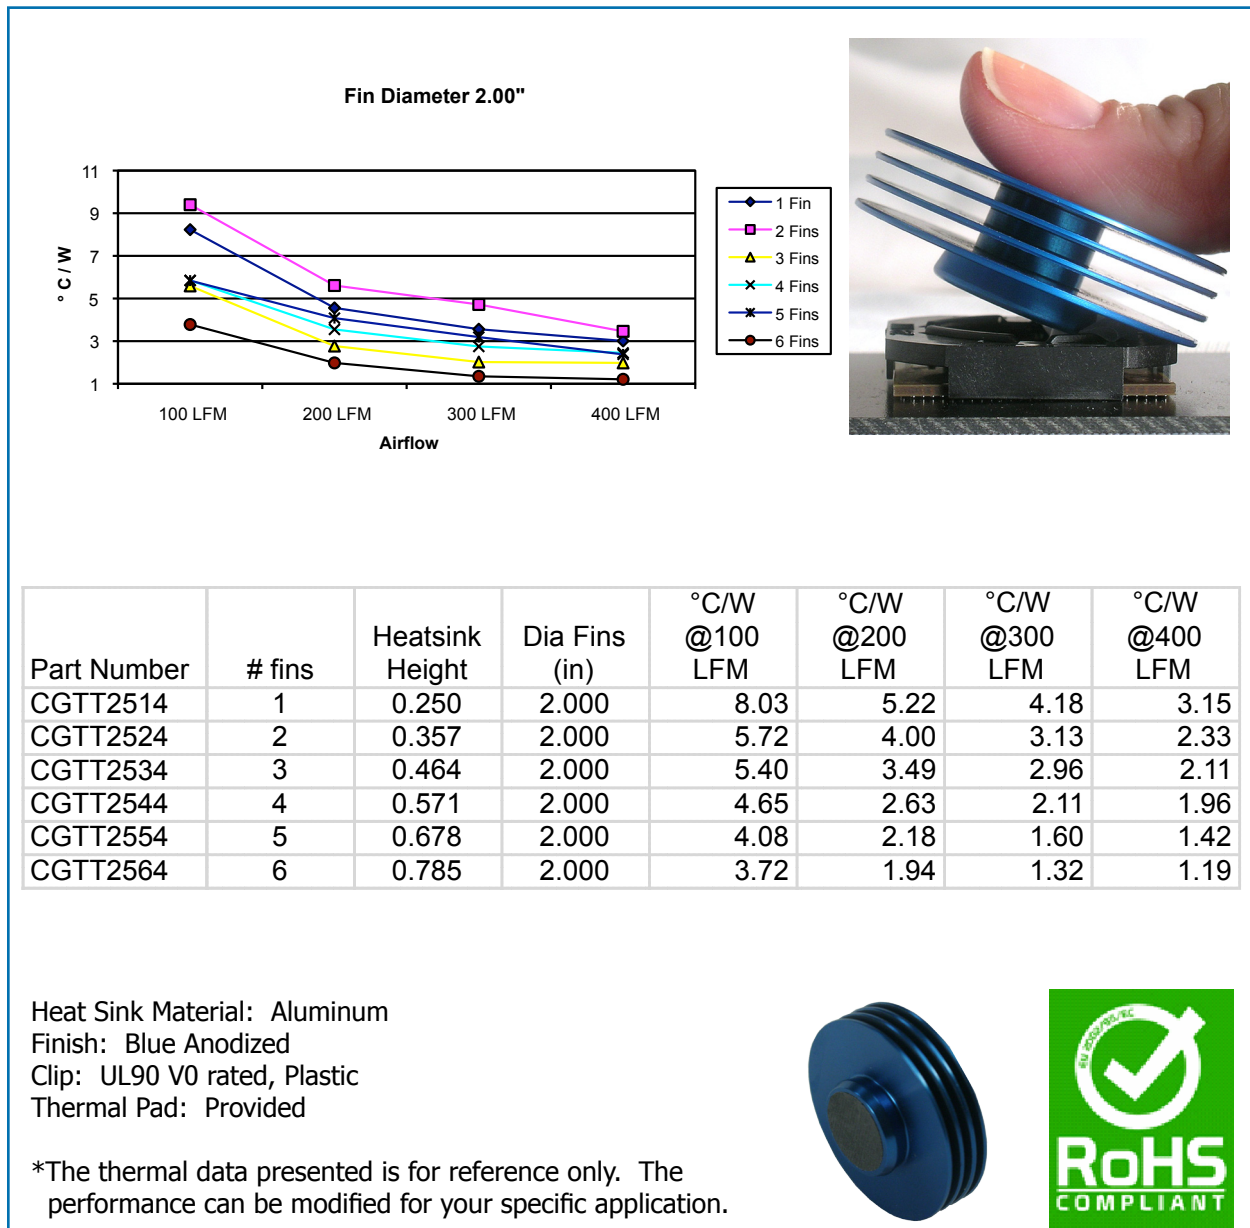 Fin Diameter 2.00"
° C / W
11
9
7
5
3
1
100 LFM 200 LFM 300 LFM 400 LFM
Airflow
1 Fin
2 Fins
3 Fins
4 Fins
5 Fins
6 Fins
Part Number # fins Heatsink Height Dia Fins (in) °C/W @100 LFM °C/W @200 LFM °C/W @300 LFM °C/W @400 LFM
CGTT2514 1 0.250 2.000 8.03 5.22 4.18 3.15
CGTT2524 2 0.357 2.000 5.72 4.00 3.13 2.33
CGTT2534 3 0.464 2.000 5.40 3.49 2.96 2.11
CGTT2544 4 0.571 2.000 4.65 2.63 2.11 1.96
CGTT2554 5 0.678 2.000 4.08 2.18 1.60 1.42
CGTT2564 6 0.785 2.000 3.72 1.94 1.32 1.19
Heat Sink Material: Aluminum
Finish: Blue Anodized
Clip: UL90 V0 rated, Plastic
Thermal Pad: Provided
*The thermal data presented is for reference only. The
performance can be modified for your specific application.
EU 2002/95/EC
RoHS
COMPLIANT